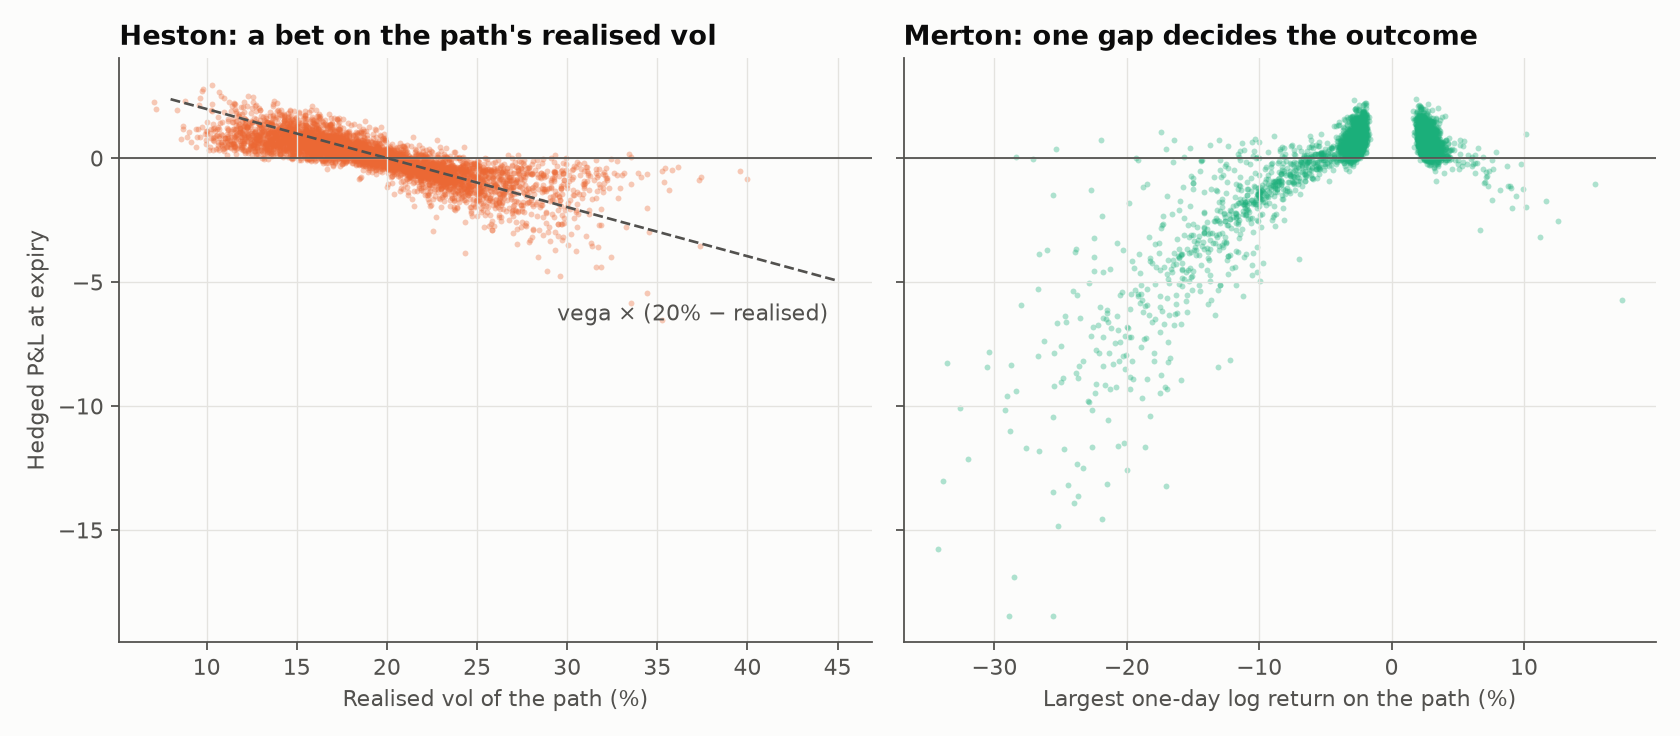 Heston: a bet on the path's realised vol
Merton: one gap decides the outcome
Hedged P&L at expiry
0
−5
−10
−15
vega × (20% − realised)
10 15 20 25 30 35 40 45
−30 −20 −10 0 10
Realised vol of the path (%)
Largest one-day log return on the path (%)